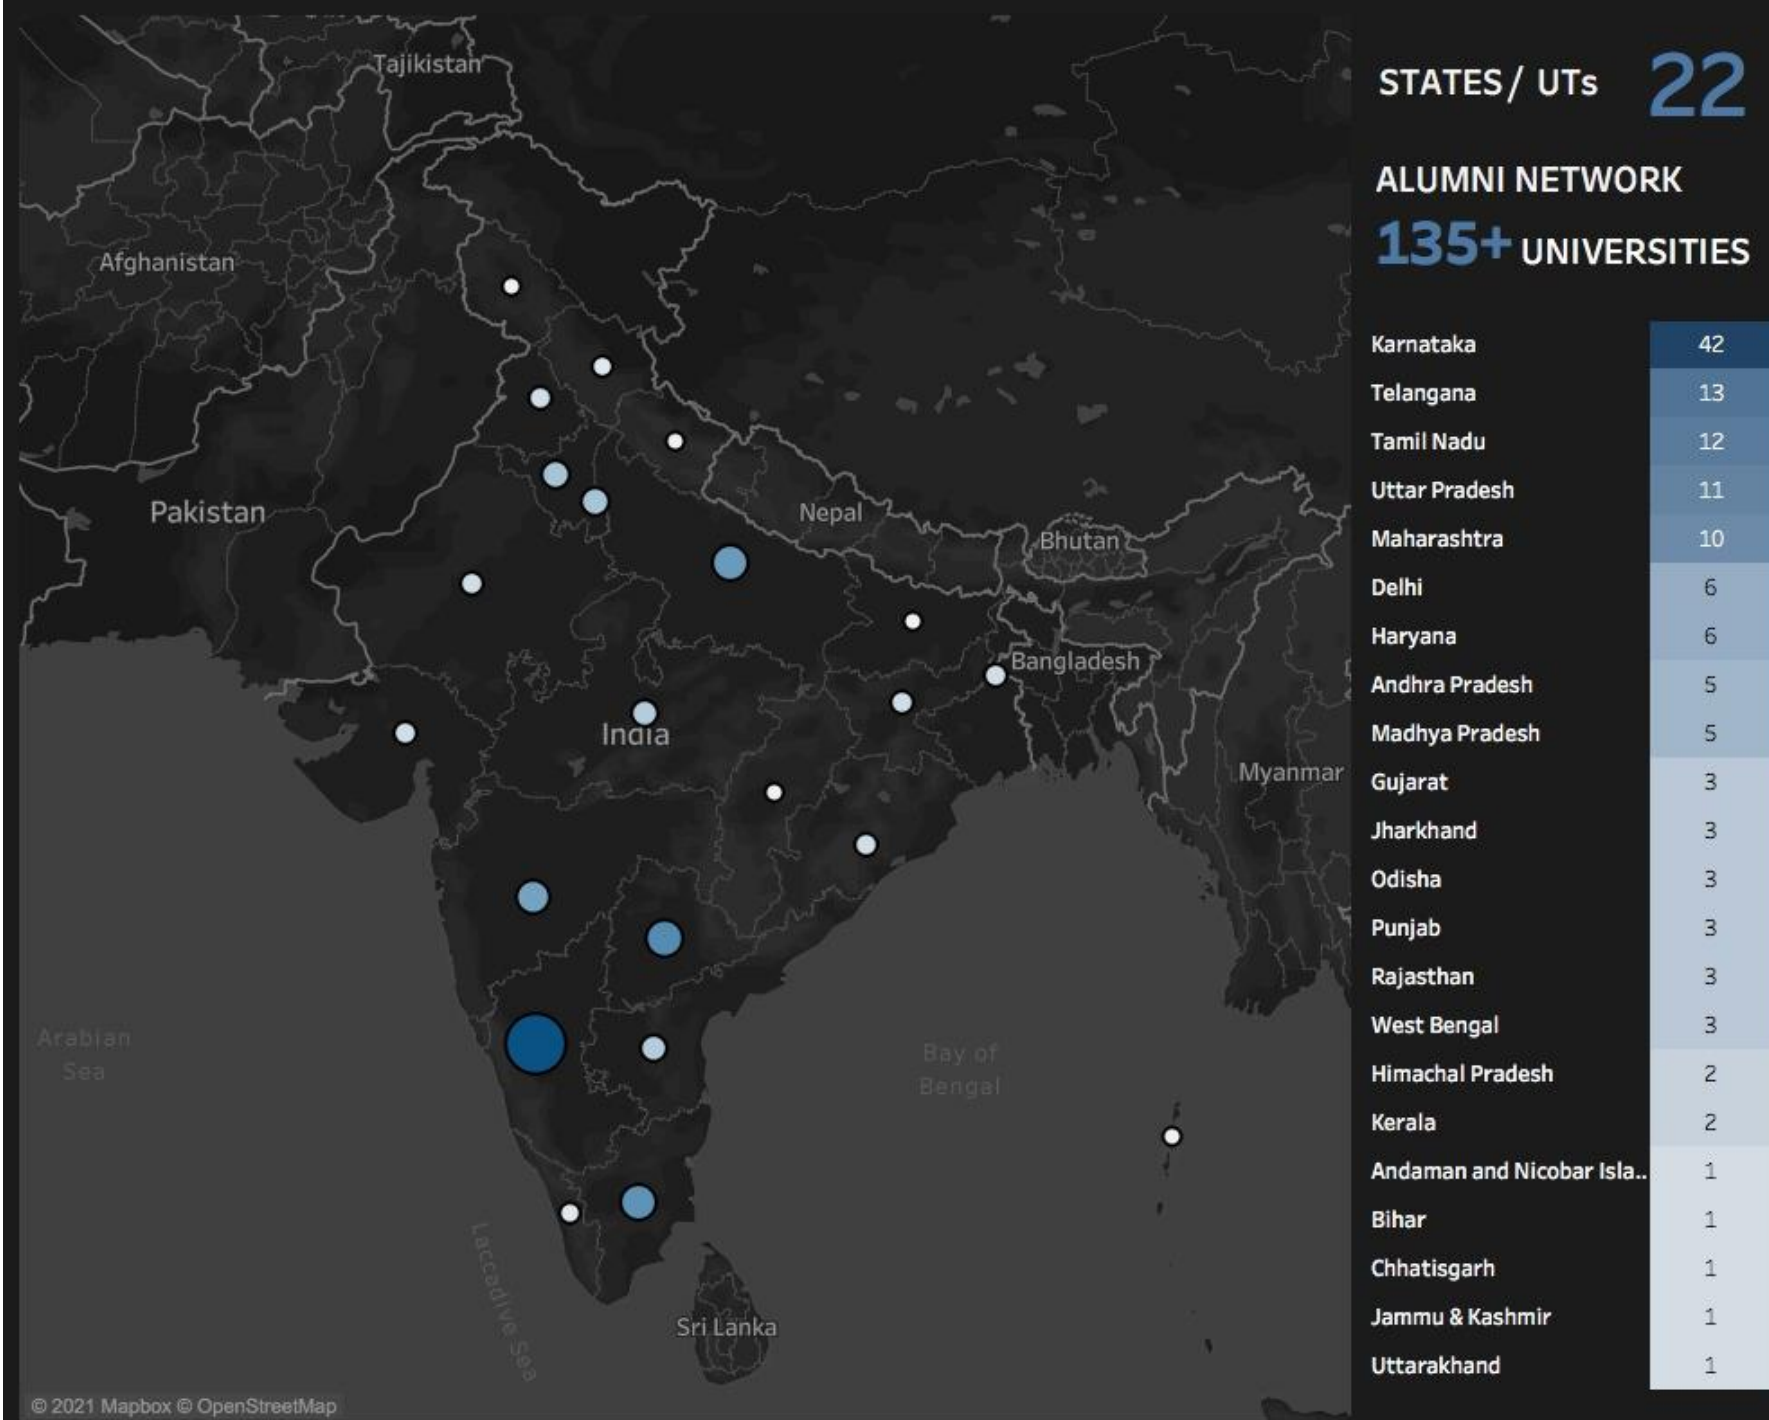 Tajikistan
Afghanistan
Pakistan
Nepal
Bhutan
Bangladesh
India
Myanmar
Arabian
Sea
Bay of
Bengal
Laccadive Sea
Sri Lanka
© 2021 Mapbox © OpenStreetMap
STATES/ UTs 22
ALUMNI NETWORK
135+ UNIVERSITIES
Karnataka 42
Telangana 13
Tamil Nadu 12
Uttar Pradesh 11
Maharashtra 10
Delhi 6
Haryana 6
Andhra Pradesh 5
Madhya Pradesh 5
Gujarat 3
Jharkhand 3
Odisha 3
Punjab 3
Rajasthan 3
West Bengal 3
Himachal Pradesh 2
Kerala 2
Andaman and Nicobar Isla.. 1
Bihar 1
Chhatisgarh 1
Jammu & Kashmir 1
Uttarakhand 1